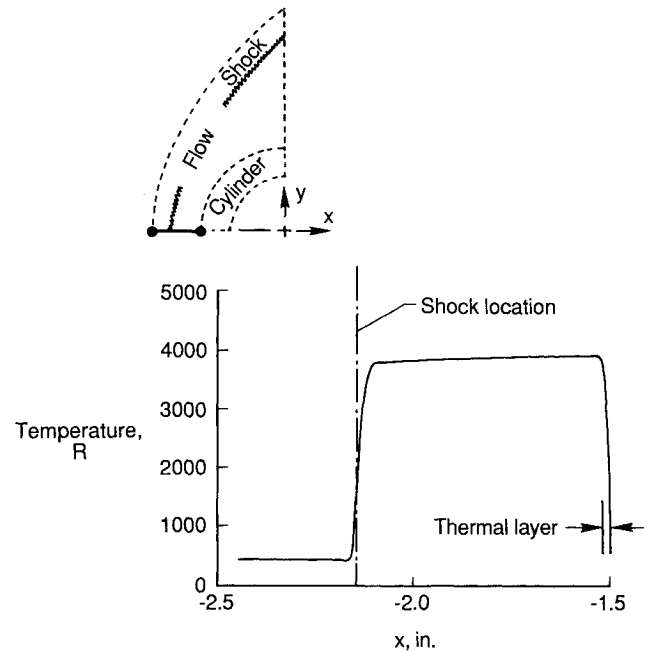 Shock
Flow
Cylinder
y
x
5000
Shock location
4000
3000
Temperature,
R
2000
1000
Thermal layer
0
-2.5
-2.0
-1.5
x, in.